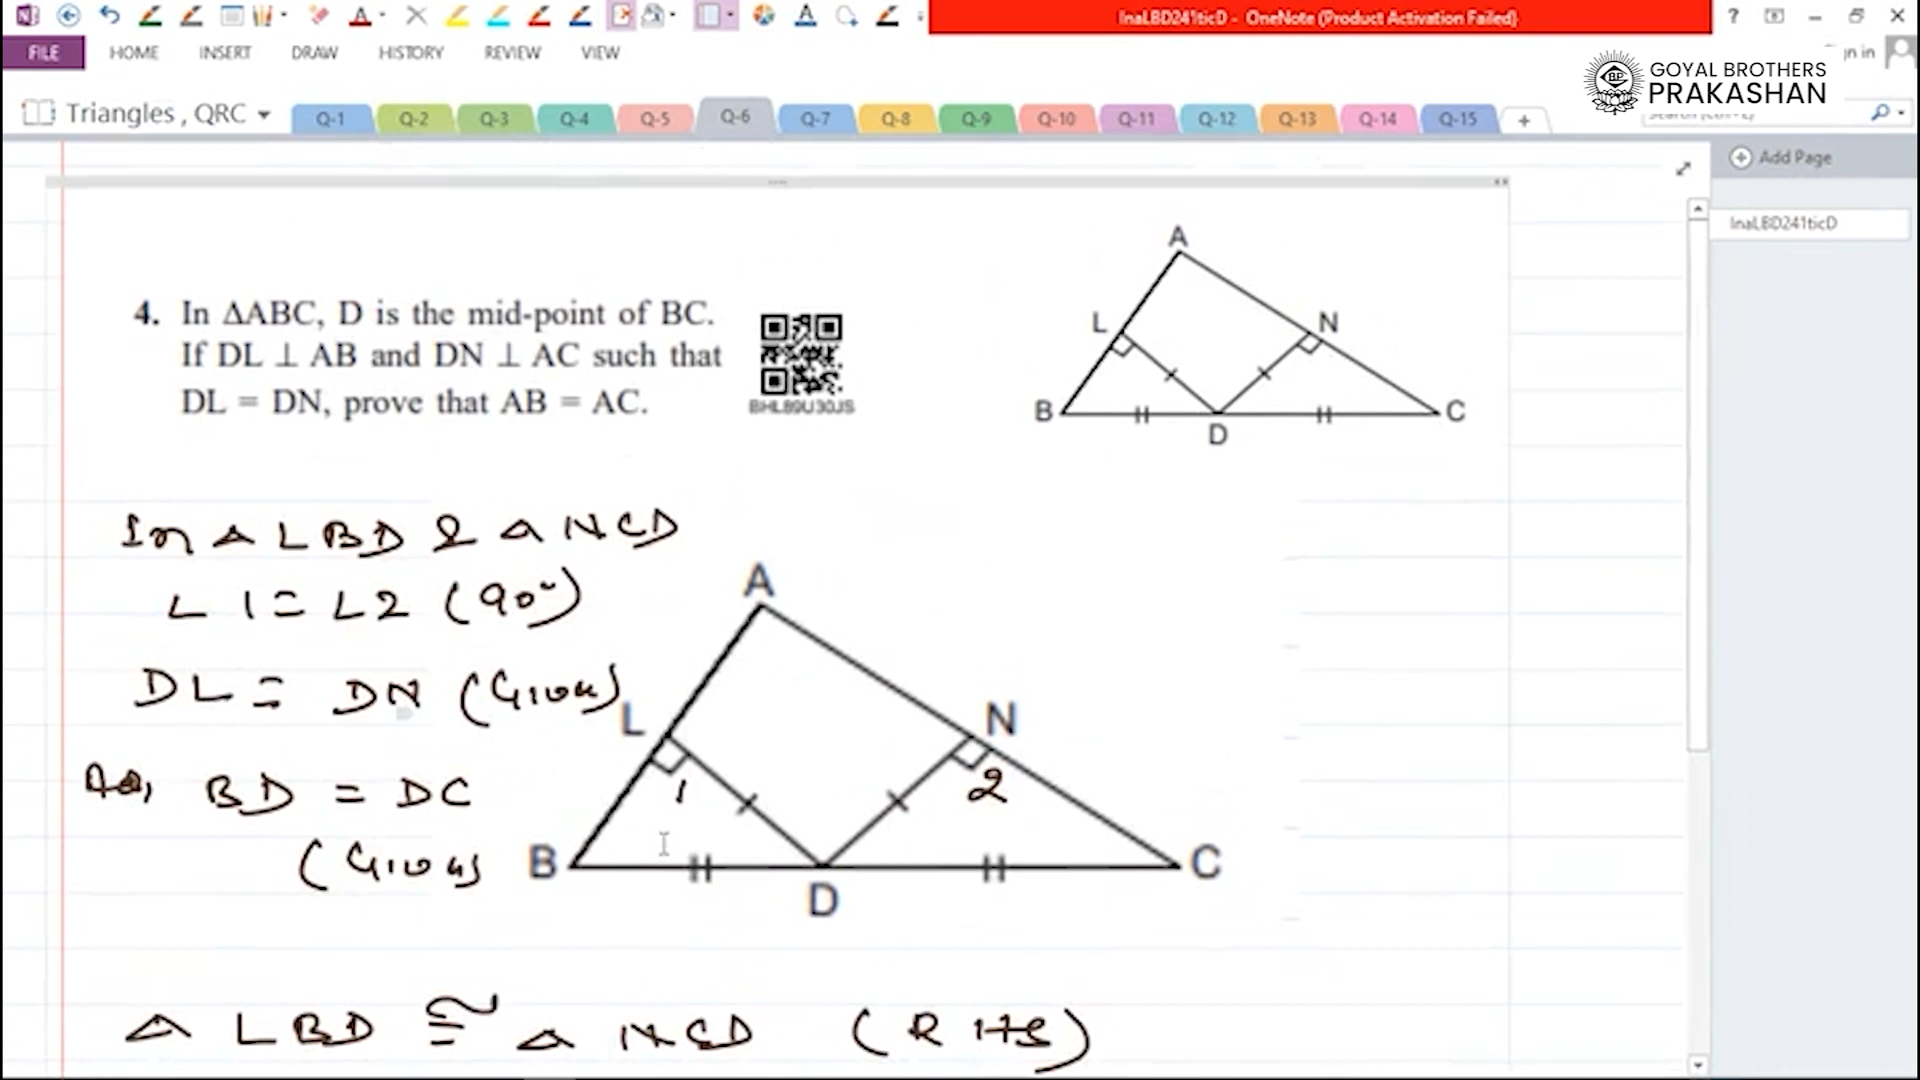 InaLBD241ticD - OneNote (Product Activation Failed)
?
FILE HOME INSERT DRAW HISTORY REVIEW VIEW
GOYAL BROTHERS
PRAKASHAN
Triangles , QRC Q-1 Q-2 Q-3 Q-4 Q-5 Q-6 Q-7 Q-8 Q-9 Q-10 Q-11 Q-12 Q-13 Q-14 Q-15 +
Add Page
InaLBD241ticD
4. In ΔABC, D is the mid-point of BC.
If DL ⊥ AB and DN ⊥ AC such that
DL = DN, prove that AB = AC.
BHL89U30JS
A
L N
B C
D
In Δ LBD & Δ NCD
∠1 = ∠2 (90°)
DL = DN (Given)
BD = DC
(Given)
A
L N
1 2
B C
D
Δ LBD ≅ Δ NCD (RHS)